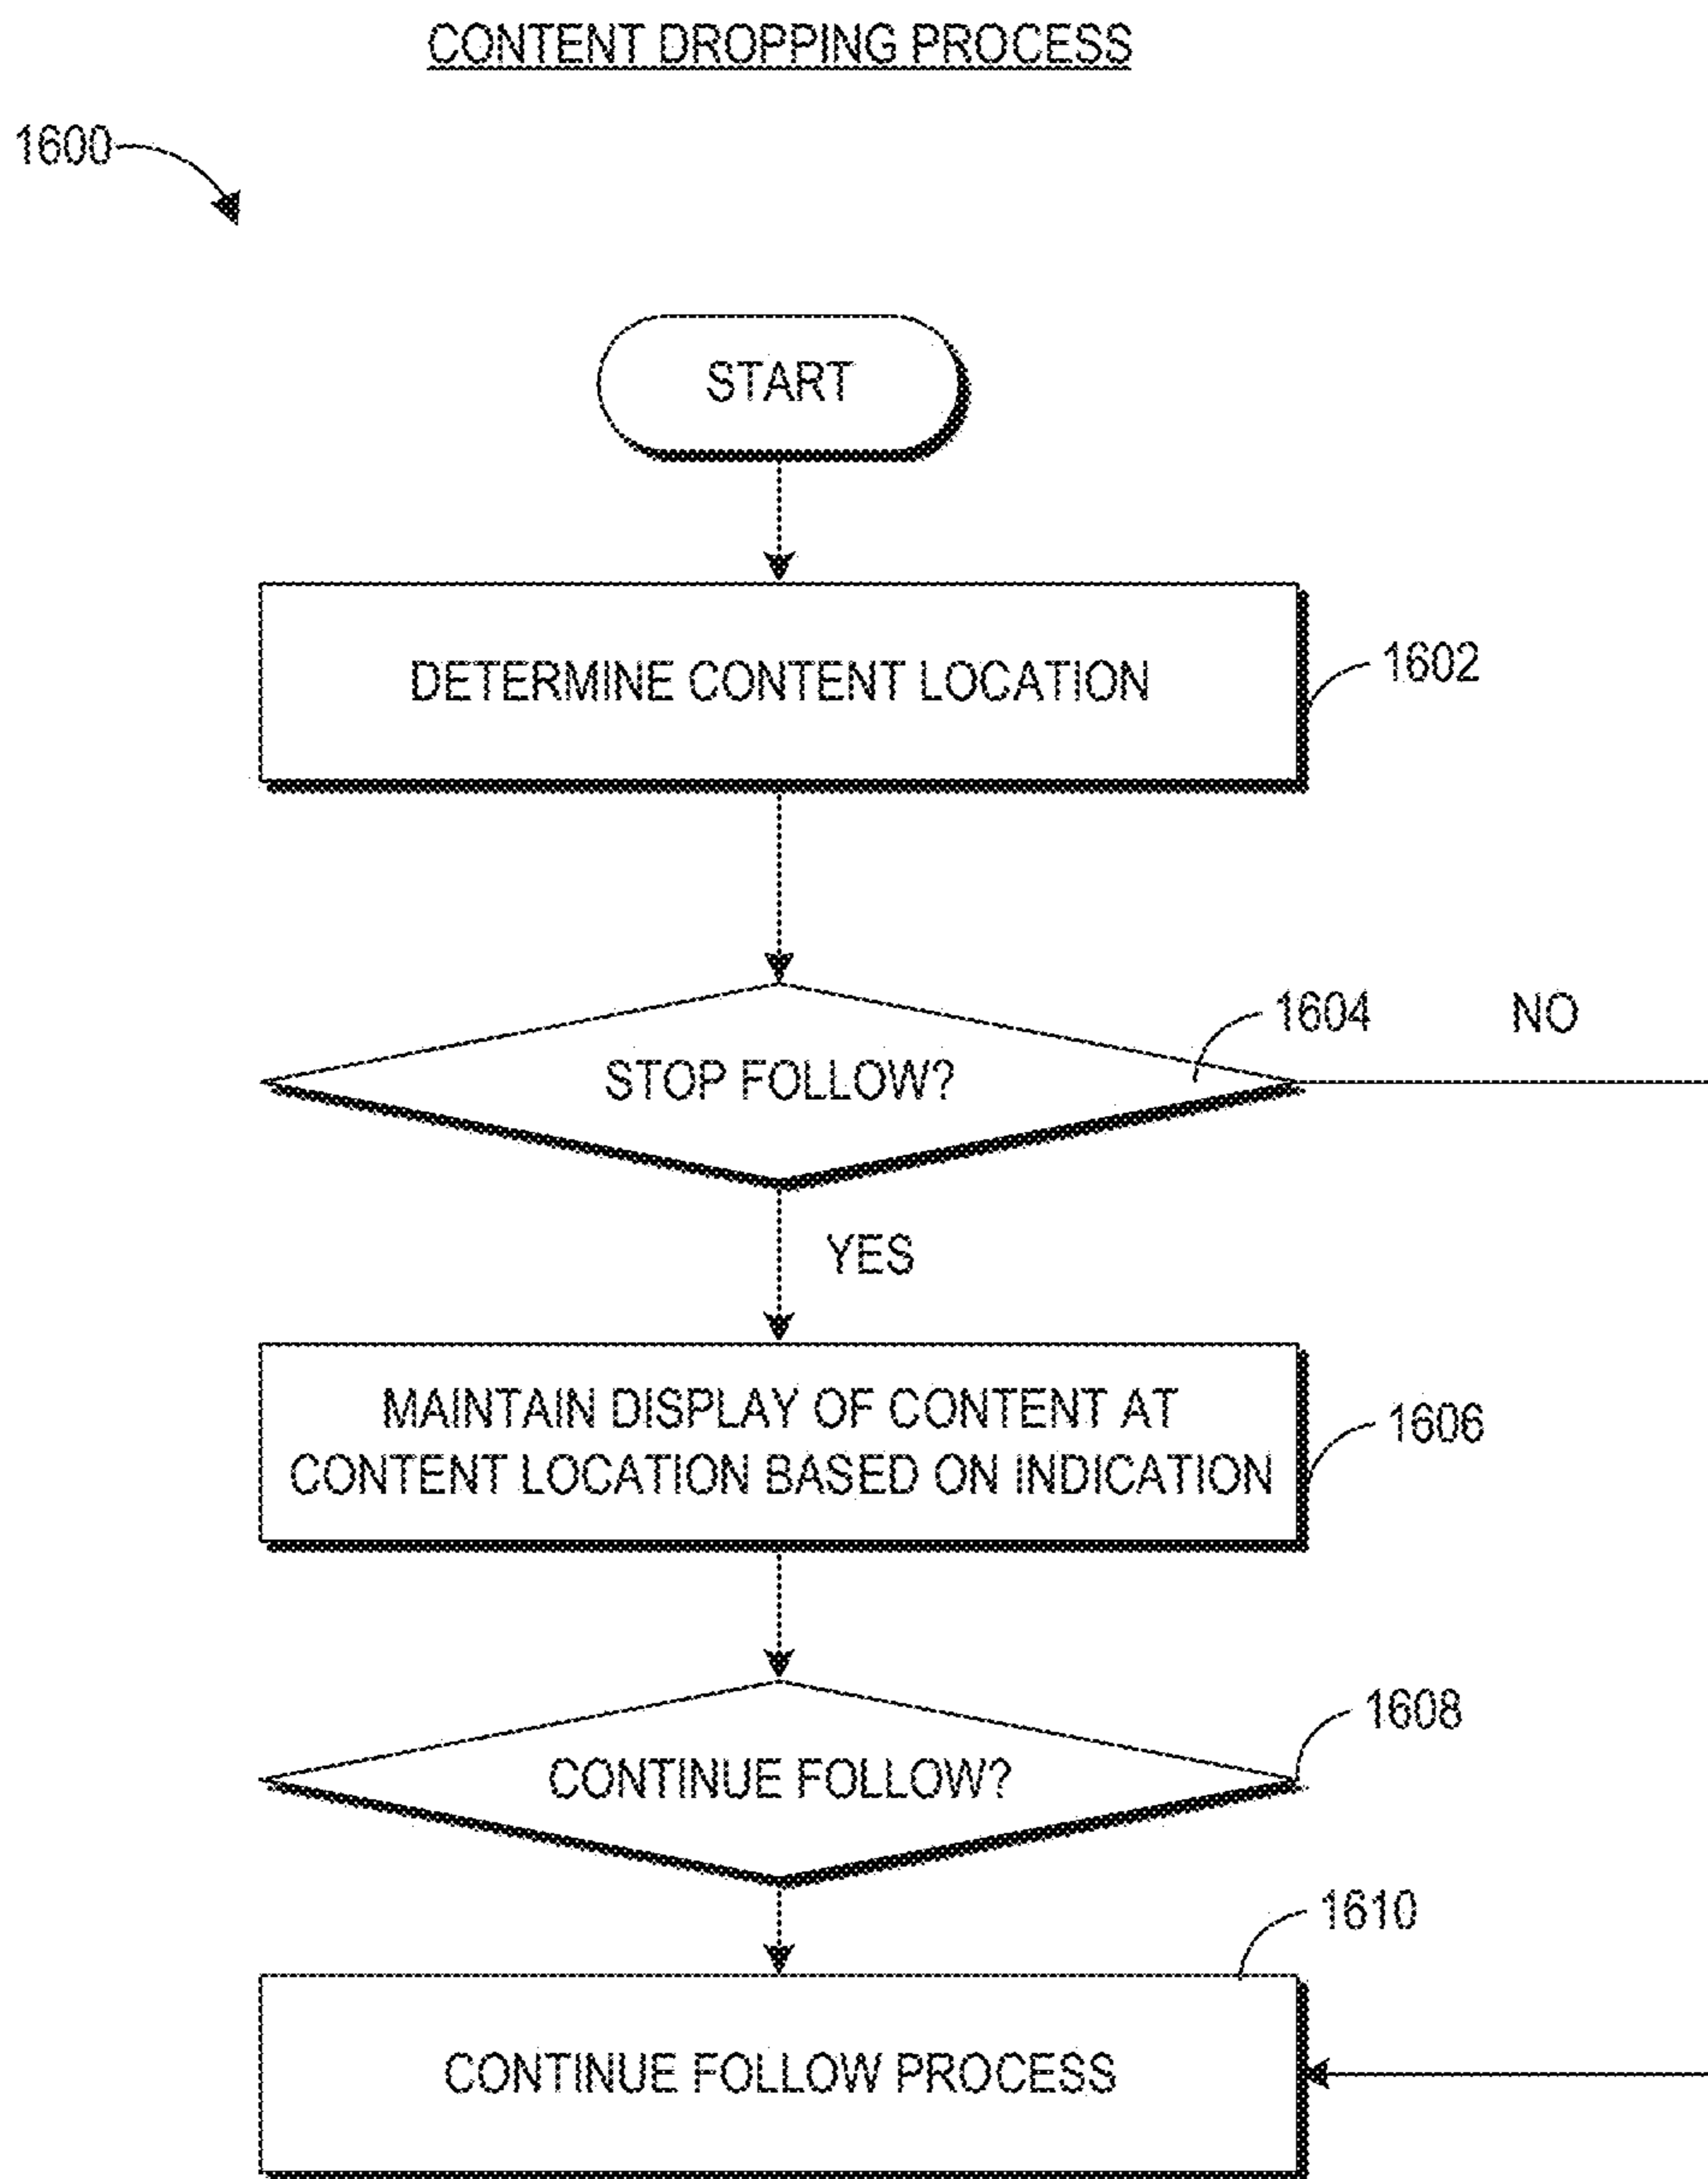 CONTENT DROPPING PROCESS
1600
START
DETERMINE CONTENT LOCATION
1602
1604
NO
STOP FOLLOW?
YES
MAINTAIN DISPLAY OF CONTENT AT
CONTENT LOCATION BASED ON INDICATION
1606
1608
CONTINUE FOLLOW?
1610
CONTINUE FOLLOW PROCESS